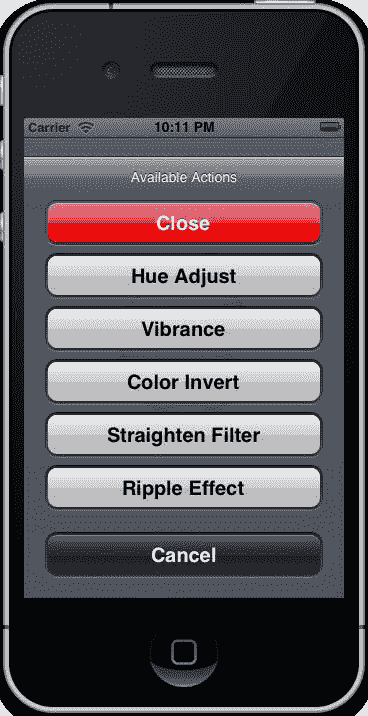 Carrier 10:11 PM
Available Actions
Close
Hue Adjust
Vibrance
Color Invert
Straighten Filter
Ripple Effect
Cancel